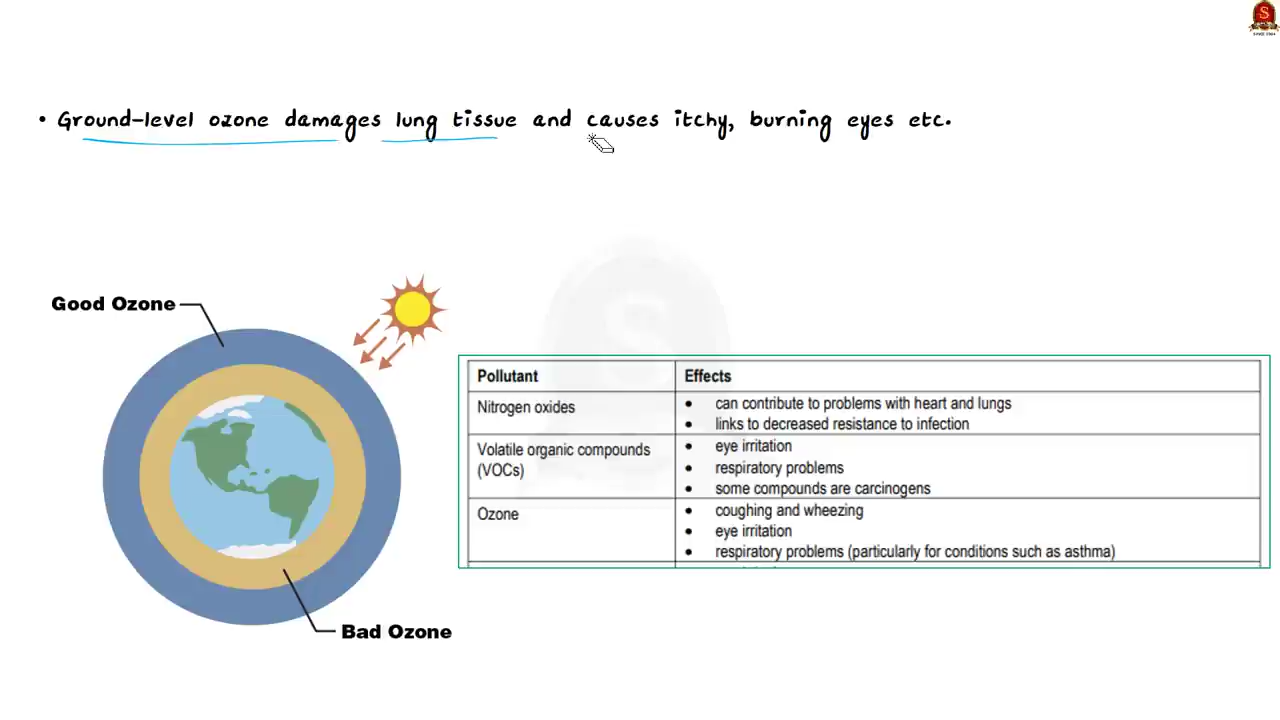 • Ground-level ozone damages lung tissue and causes itchy, burning eyes etc.
Good Ozone
Bad Ozone
Pollutant Effects
Nitrogen oxides
• can contribute to problems with heart and lungs
• links to decreased resistance to infection
Volatile organic compounds
(VOCs)
• eye irritation
• respiratory problems
• some compounds are carcinogens
Ozone
• coughing and wheezing
• eye irritation
• respiratory problems (particularly for conditions such as asthma)
S